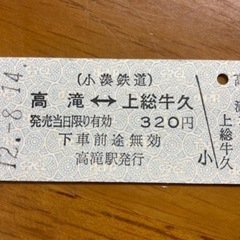 12.-8.14
(小湊鉄道)
高滝↔上総牛久
発売当日限り有効 320円
下車前途無効
高滝駅発行
小
上総牛久